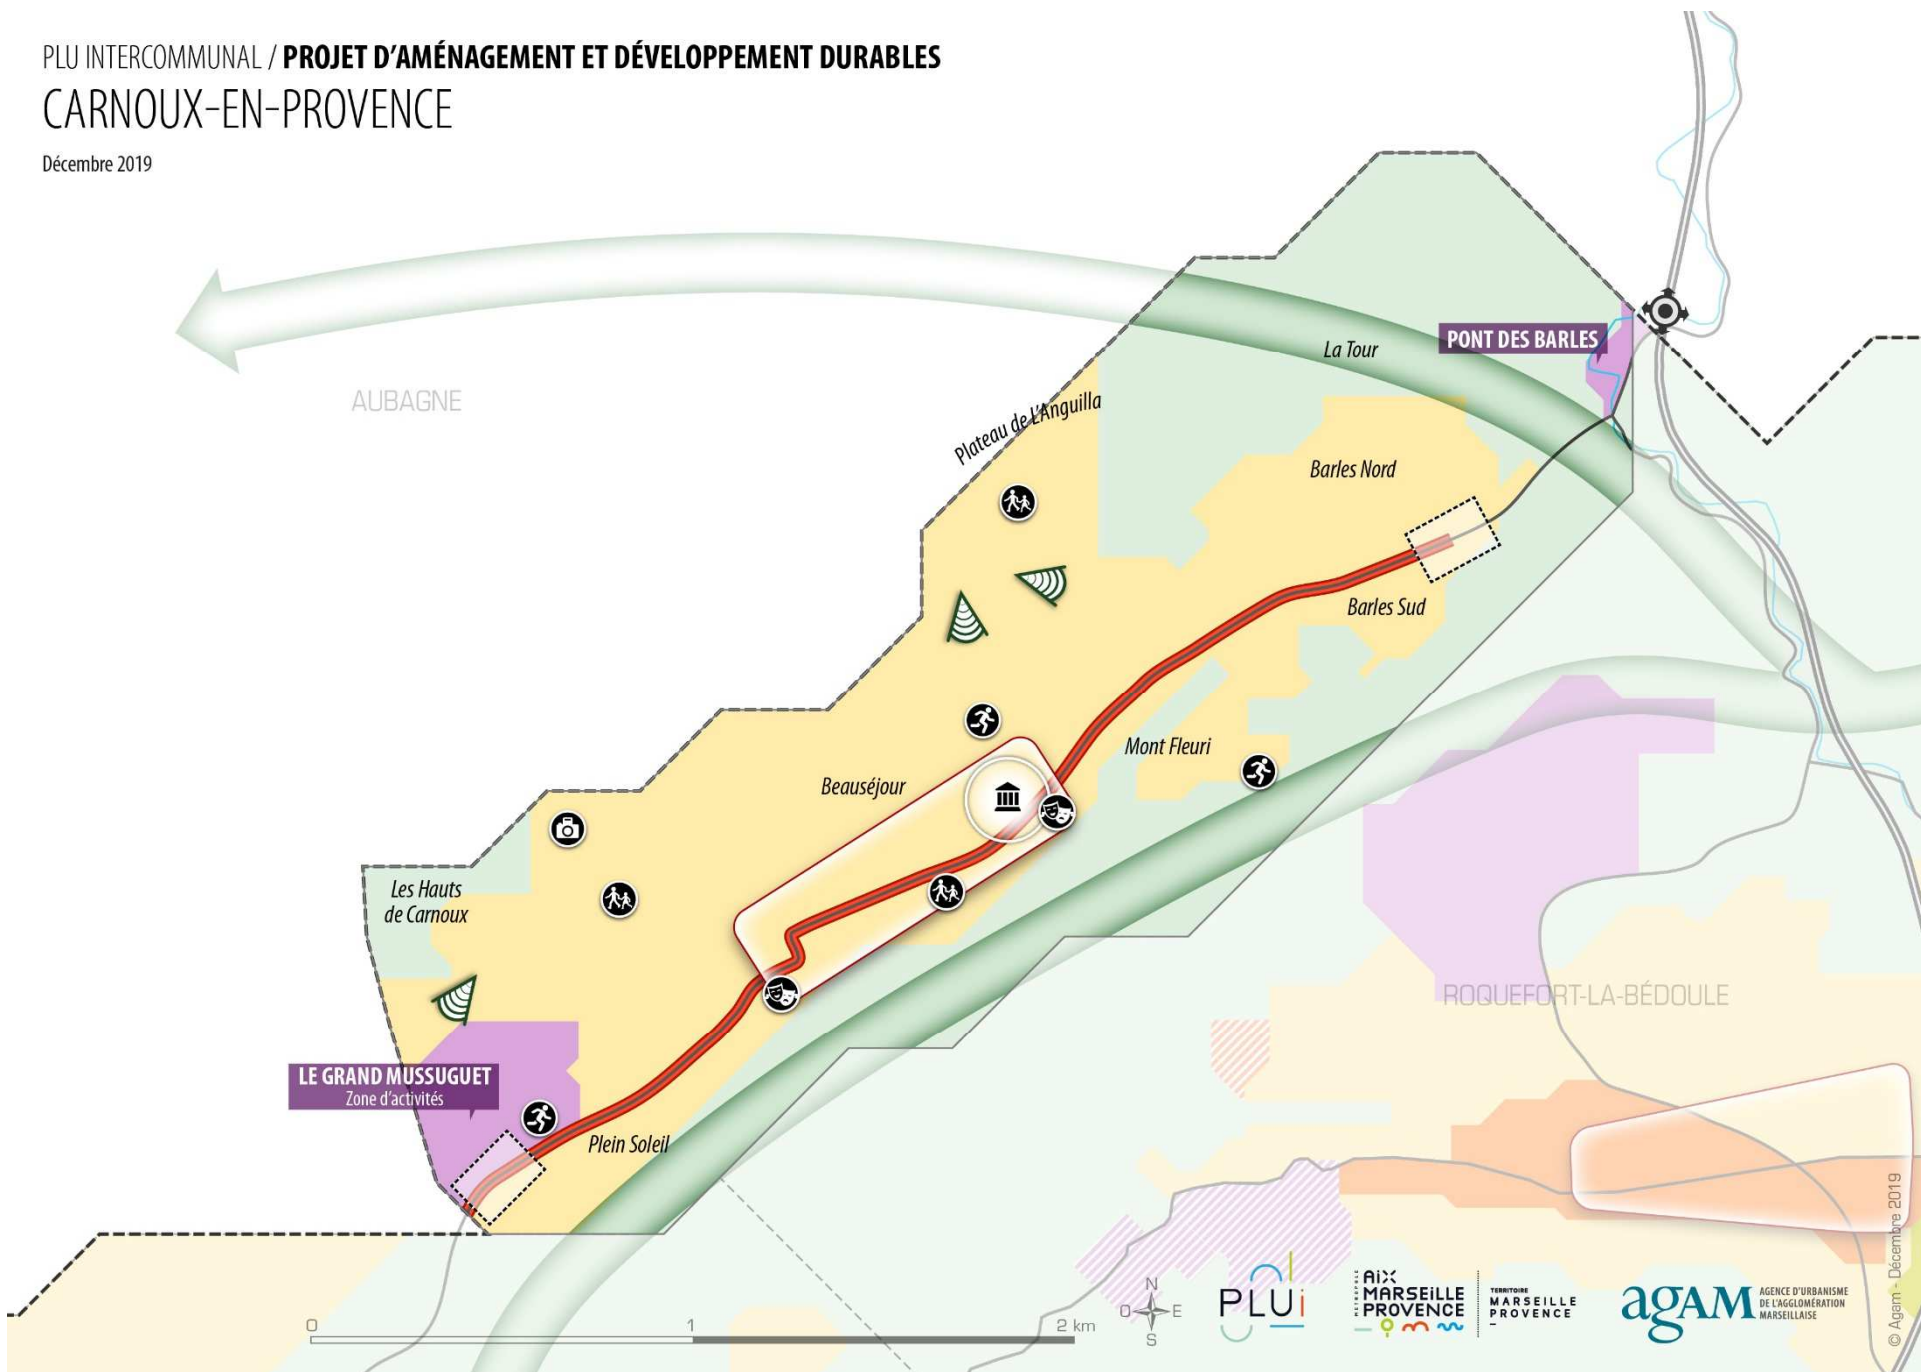 PLU INTERCOMMUNAL / PROJET D'AMÉNAGEMENT ET DÉVELOPPEMENT DURABLES
CARNOUX-EN-PROVENCE
Décembre 2019
La Tour
PONT DES BARLES
AUBAGNE
Plateau de L'Anguilla
Barles Nord
Barles Sud
Mont Fleuri
Beauséjour
Les Hauts
de Carnoux
ROQUEFORT-LA-BÉDOULE
LE GRAND MUSSUGUET
Zone d'activités
Plein Soleil
0 1 2 km
N
O E
S
PLUi
MÉTROPOLE
AiX
MARSEILLE
PROVENCE
TERRITOIRE
MARSEILLE
PROVENCE
agAM
AGENCE D'URBANISME
DE L'AGGLOMÉRATION
MARSEILLAISE
© Agam - Décembre 2019